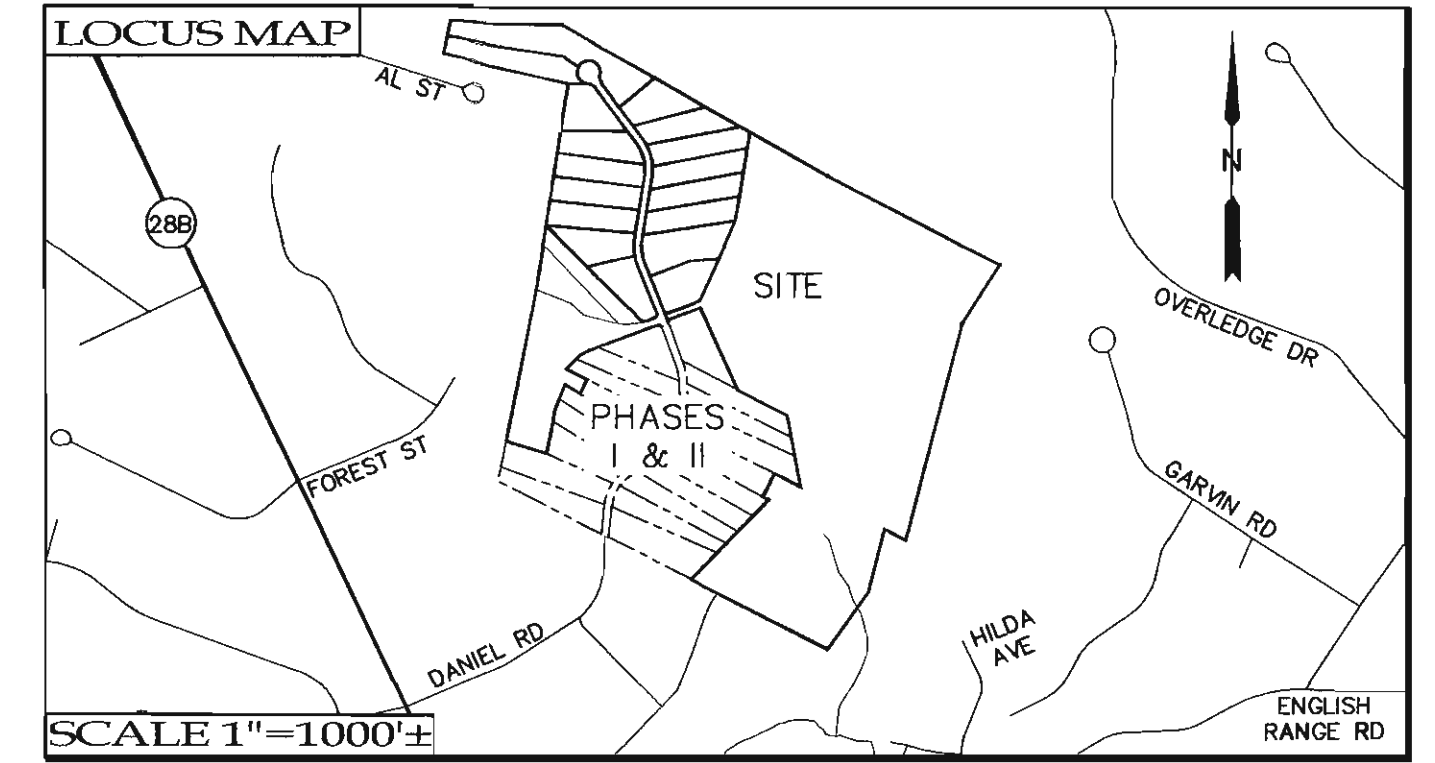 LOCUS MAP
AL ST
N
28B
SITE
OVERLEDGE DR
PHASES
I & II
FOREST ST
GARVIN RD
HILDA
AVE
DANIEL RD
ENGLISH
RANGE RD
SCALE 1"=1000'±